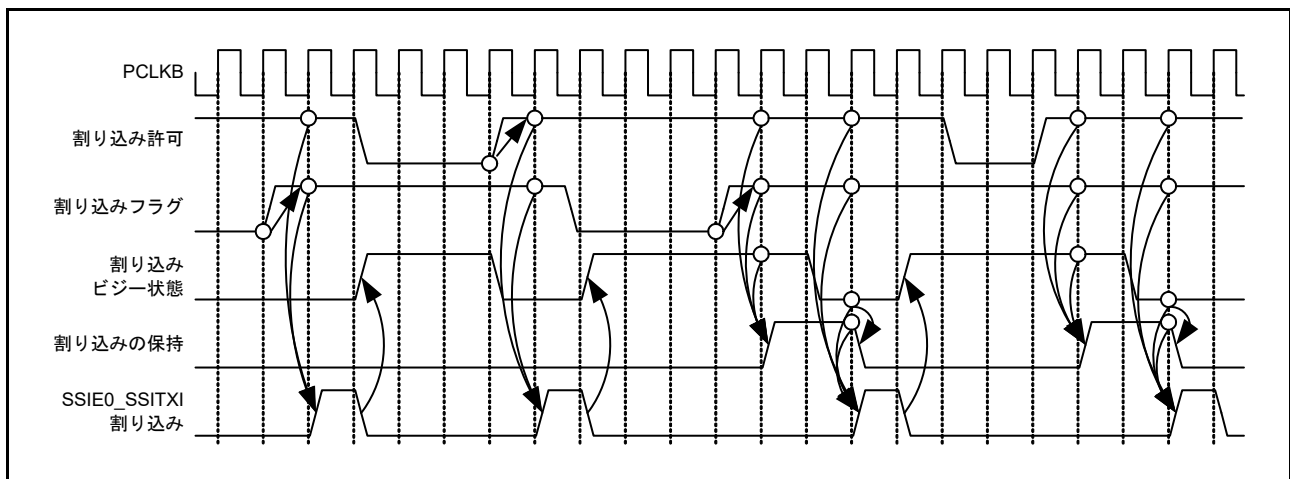 PCLKB
割り込み許可
割り込みフラグ
割り込み
ビジー状態
割り込みの保持
SSIE0_SSITXI
割り込み